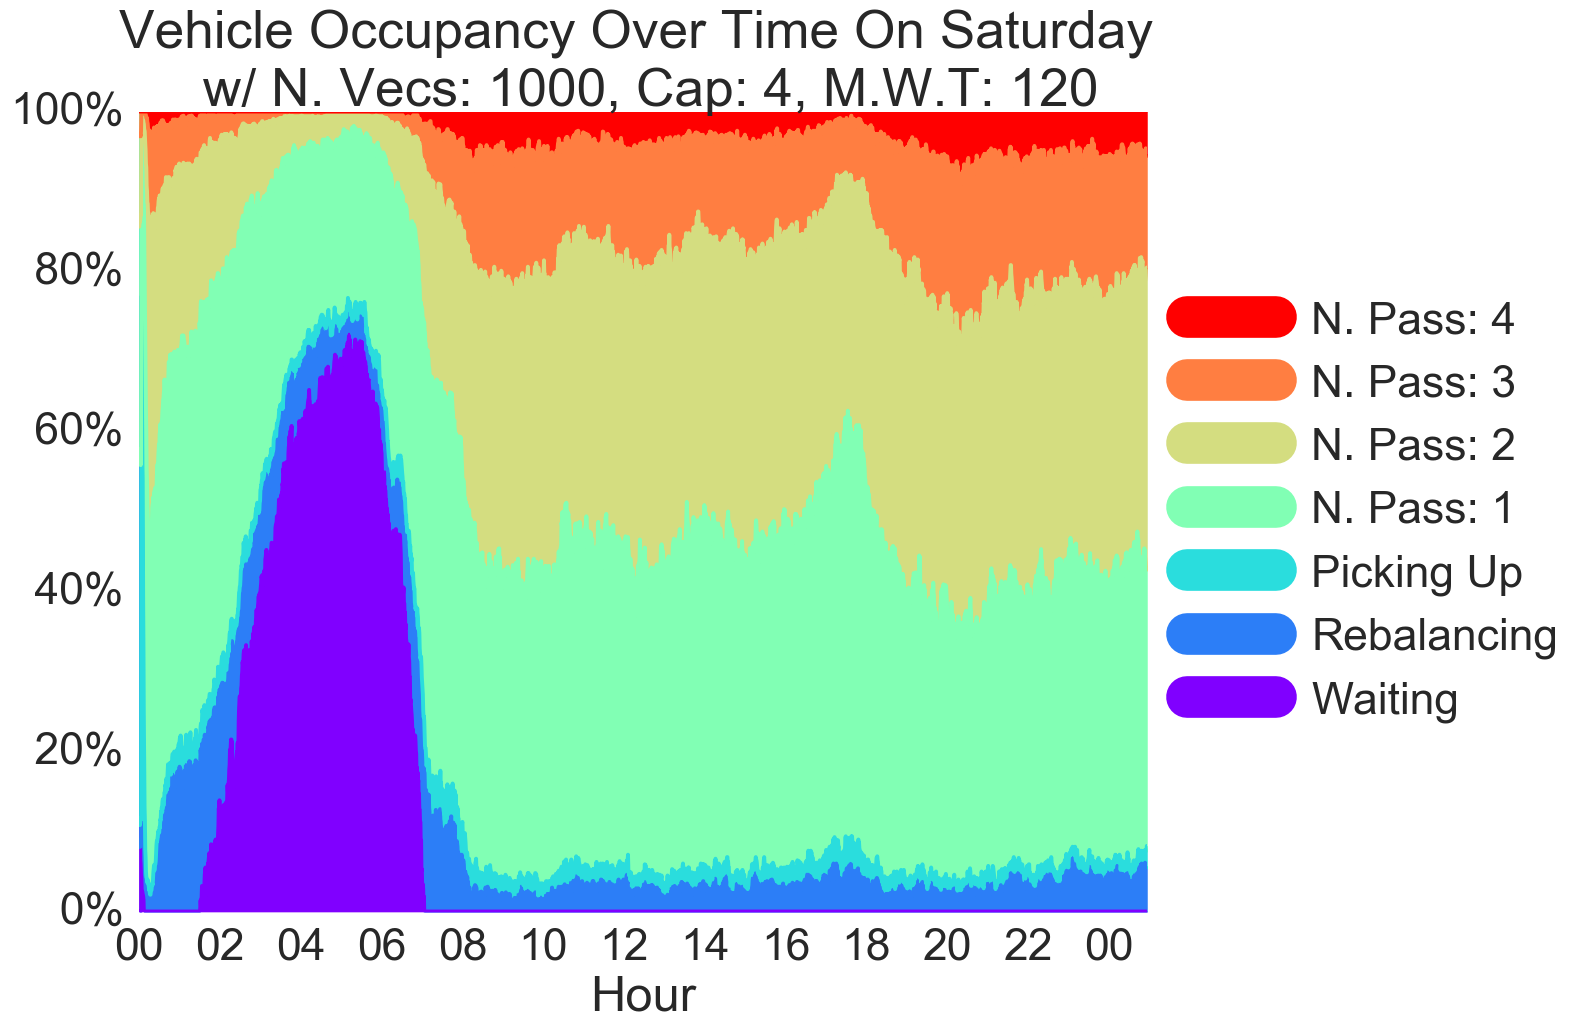 Vehicle Occupancy Over Time On Saturday
w/ N. Vecs: 1000, Cap: 4, M.W.T: 120
100%
80%
60%
40%
20%
0%
00 02 04 06 08 10 12 14 16 18 20 22 00
Hour
N. Pass: 4
N. Pass: 3
N. Pass: 2
N. Pass: 1
Picking Up
Rebalancing
Waiting